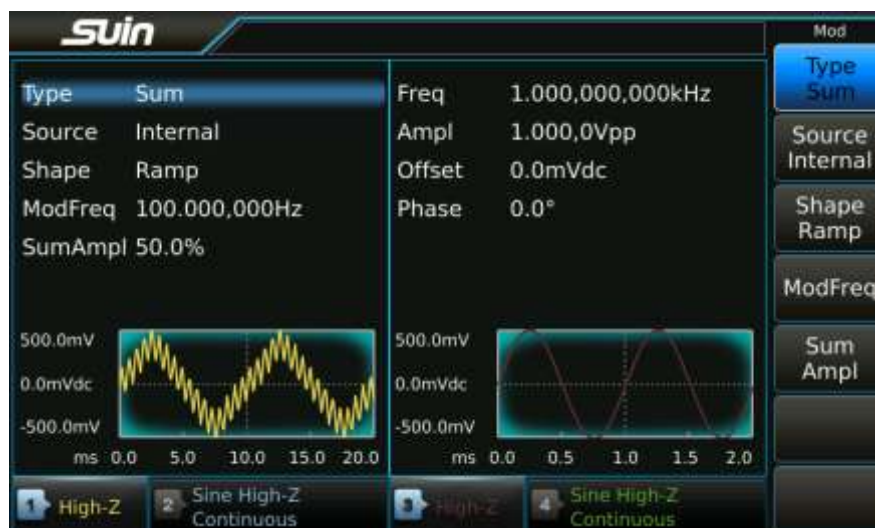 Suin
Mod
Type Sum
Source Internal
Shape Ramp
ModFreq 100.000,000Hz
SumAmpl 50.0%
500.0mV
0.0mVdc
-500.0mV
ms 0.0 5.0 10.0 15.0 20.0
Freq 1.000,000,000kHz
Ampl 1.000,0Vpp
Offset 0.0mVdc
Phase 0.0°
500.0mV
0.0mVdc
-500.0mV
ms 0.0 0.5 1.0 1.5 2.0
Type
Sum
Source
Internal
Shape
Ramp
ModFreq
Sum
Ampl
1 High-Z
2 Sine High-Z
Continuous
3 High-Z
4 Sine High-Z
Continuous